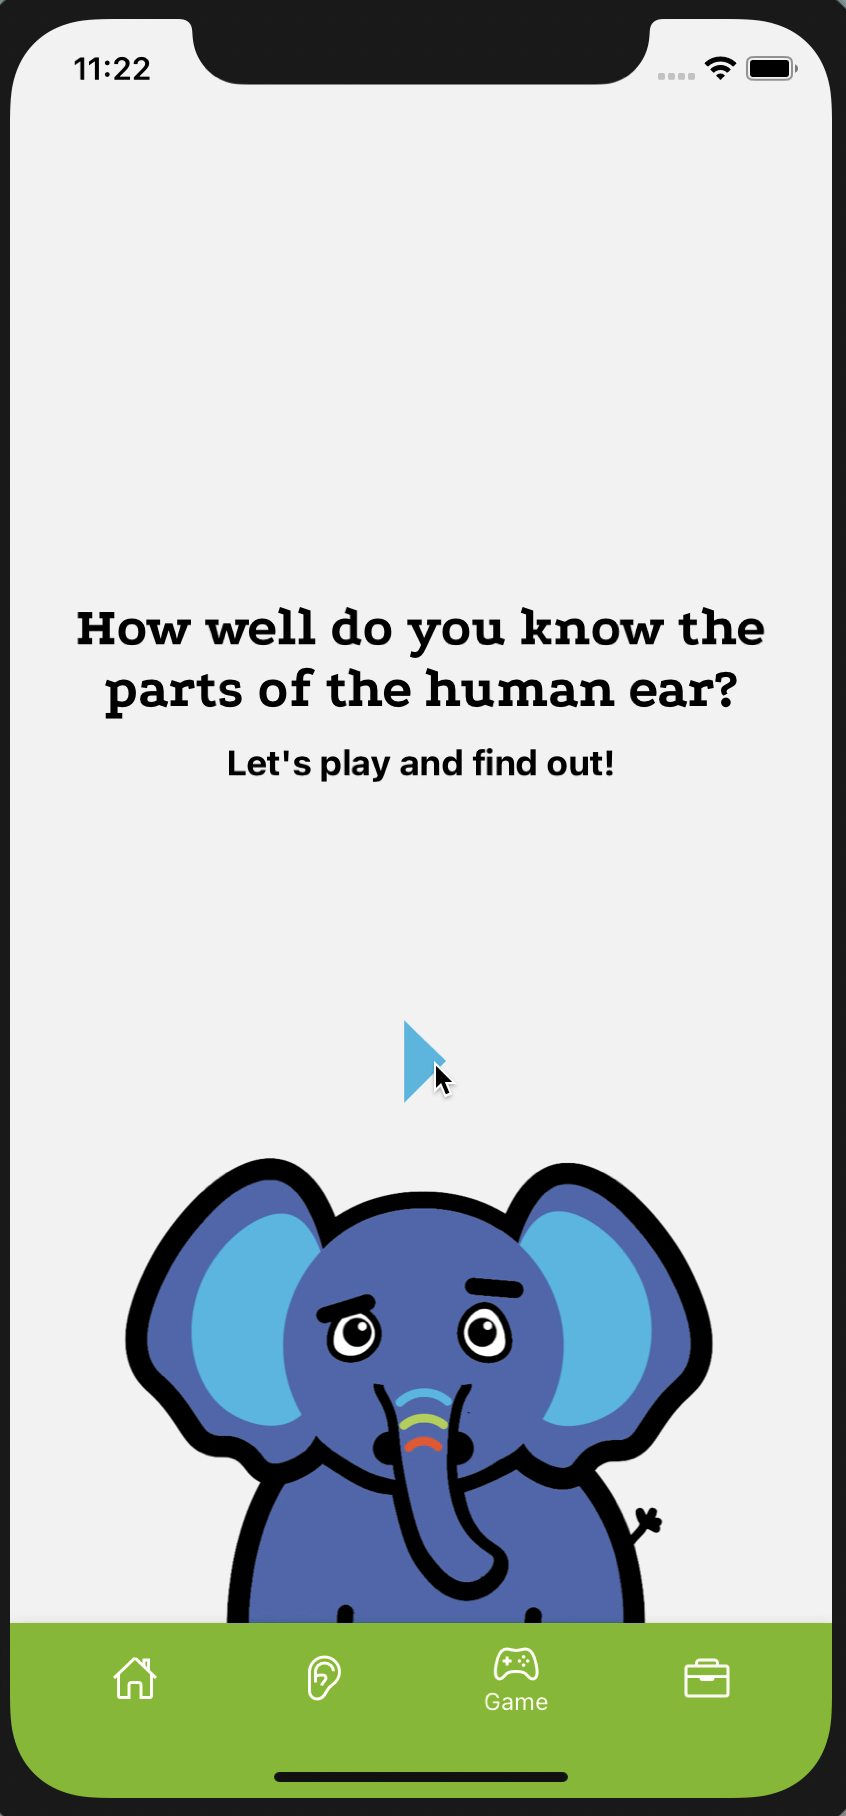 11:22
How well do you know the
parts of the human ear?
Let's play and find out!
Game